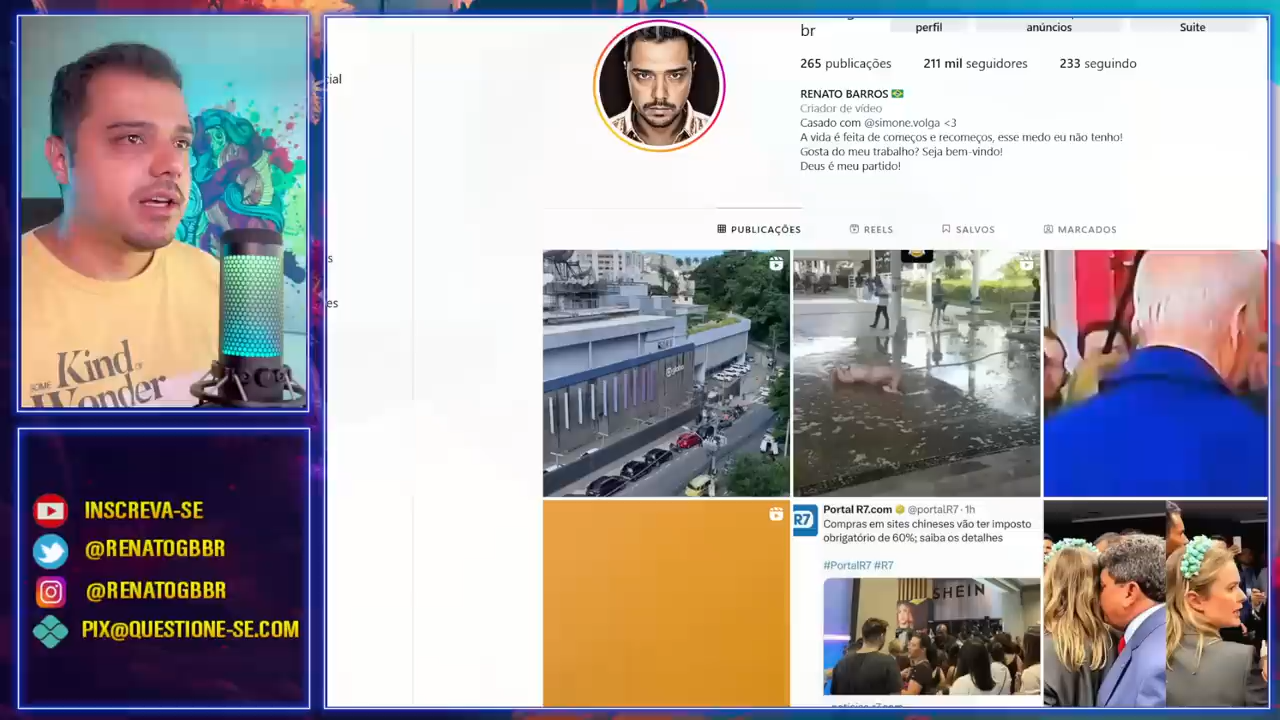 br
perfil
anúncios
Suite
265 publicações
211 mil seguidores
233 seguindo
RENATO BARROS
Criador de vídeo
Casado com @simone.volga <3
A vida é feita de começos e recomeços, esse medo eu não tenho!
Gosta do meu trabalho? Seja bem-vindo!
Deus é meu partido!
PUBLICAÇÕES
REELS
SALVOS
MARCADOS
R7
Portal R7.com @portalR7 · 1h
Compras em sites chineses vão ter imposto
obrigatório de 60%; saiba os detalhes
#PortalR7 #R7
SHEIN
SOME Kind OF
Wonder
INSCREVA-SE
@RENATOGBBR
@RENATOGBBR
PIX@QUESTIONE-SE.COM